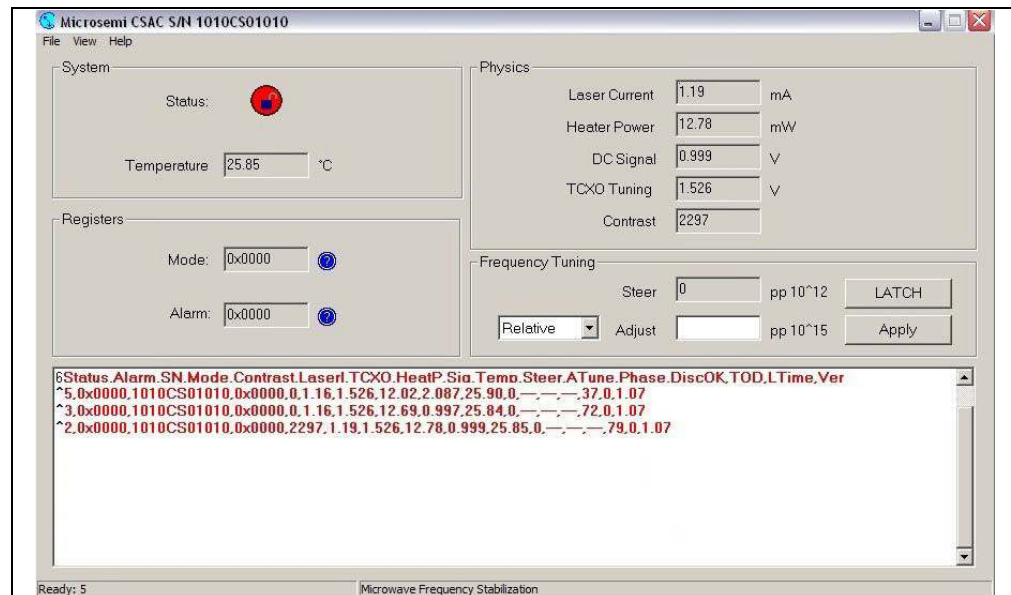 Microsemi CSAC S/N 1010CS01010
File View Help
System
Status:
Temperature 25.85 °C
Registers
Mode: 0x0000 ?
Alarm: 0x0000 ?
Physics
Laser Current 1.19 mA
Heater Power 12.78 mW
DC Signal 0.999 V
TCXO Tuning 1.526 V
Contrast 2297
Frequency Tuning
Steer 0 pp 10^12 LATCH
Relative Adjust pp 10^15 Apply
6Status,Alarm,SN,Mode,Contrast,LaserI,TCXO,HeatP,Sig,Temp,Steer,ATune,Phase,DiscOK,TOD,LTime,Ver
^5,0x0000,1010CS01010,0x0000,0,1.16,1.526,12.02,2.087,25.90,0,—,—,—,37,0,1.07
^3,0x0000,1010CS01010,0x0000,0,1.16,1.526,12.69,0.997,25.84,0,—,—,—,72,0,1.07
^2,0x0000,1010CS01010,0x0000,2297,1.19,1.526,12.78,0.999,25.85,0,—,—,—,79,0,1.07
Ready: 5 Microwave Frequency Stabilization